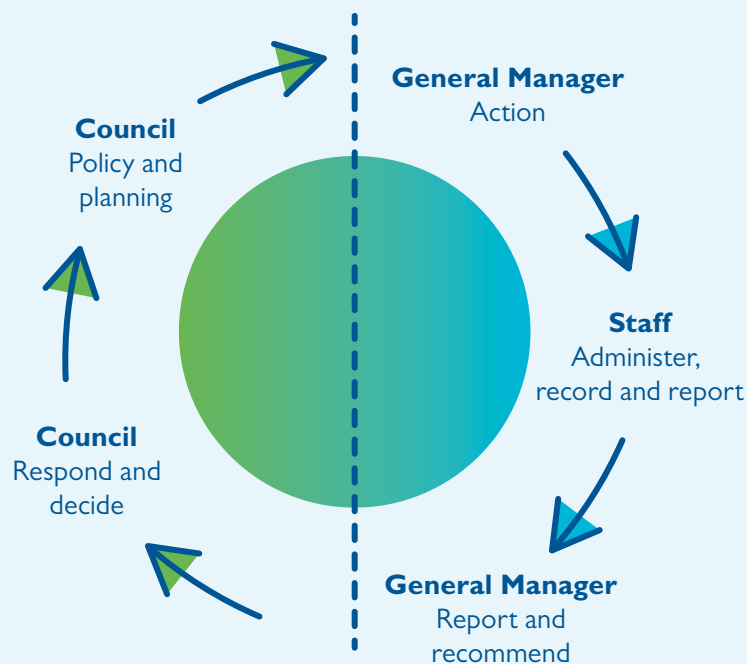 General Manager
Action
Council
Policy and
planning
Staff
Administer,
record and report
Council
Respond and
decide
General Manager
Report and
recommend